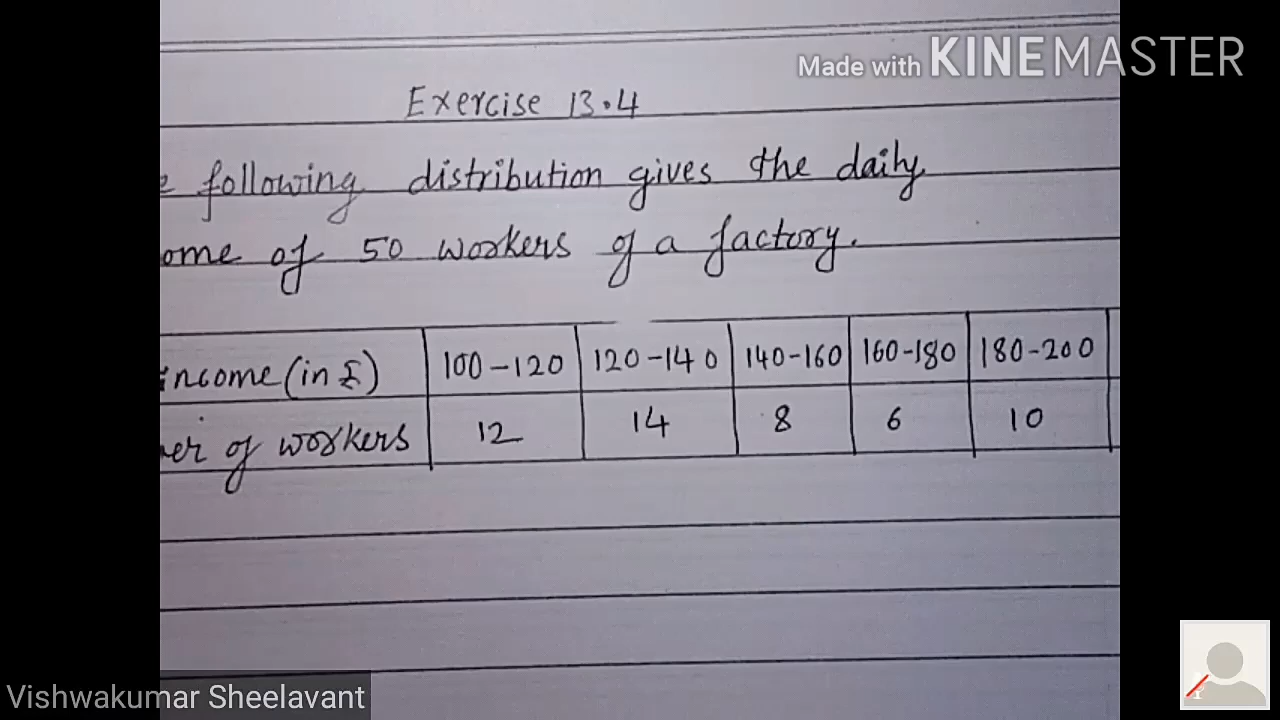 Made with KINEMASTER
Exercise 13.4
following distribution gives the daily
ome of 50 workers of a factory.
income (in ₹) 100-120 120-140 140-160 160-180 180-200
er of workers 12 14 8 6 10
Vishwakumar Sheelavant